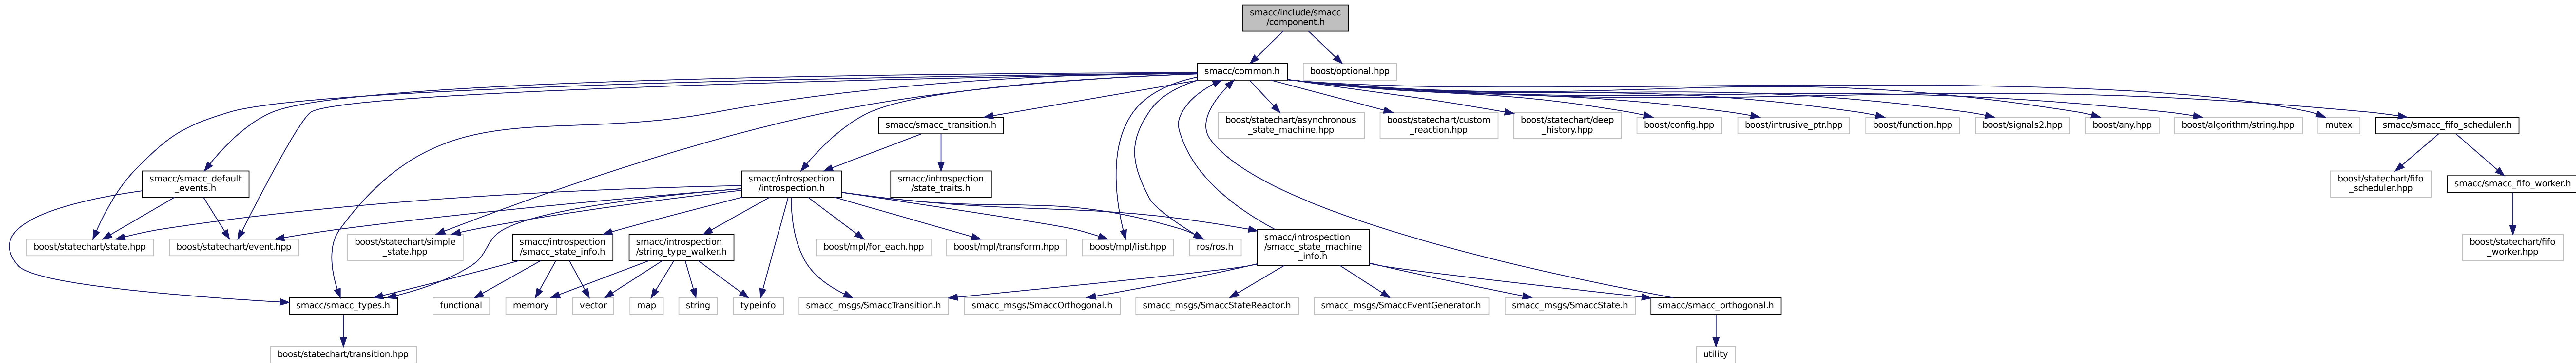 smacc/include/smacc
/component.h
smacc/common.h
boost/optional.hpp
smacc/smacc_transition.h
boost/statechart/asynchronous
_state_machine.hpp
boost/statechart/custom
_reaction.hpp
boost/statechart/deep
_history.hpp
boost/config.hpp
boost/intrusive_ptr.hpp
boost/function.hpp
boost/signals2.hpp
boost/any.hpp
boost/algorithm/string.hpp
mutex
smacc/smacc_fifo_scheduler.h
smacc/smacc_default
_events.h
smacc/introspection
/introspection.h
smacc/introspection
/state_traits.h
boost/statechart/fifo
_scheduler.hpp
smacc/smacc_fifo_worker.h
boost/statechart/state.hpp
boost/statechart/event.hpp
boost/statechart/simple
_state.hpp
smacc/introspection
/smacc_state_info.h
smacc/introspection
/string_type_walker.h
boost/mpl/for_each.hpp
boost/mpl/transform.hpp
boost/mpl/list.hpp
ros/ros.h
smacc/introspection
/smacc_state_machine
_info.h
boost/statechart/fifo
_worker.hpp
smacc/smacc_types.h
functional
memory
vector
map
string
typeinfo
smacc_msgs/SmaccTransition.h
smacc_msgs/SmaccOrthogonal.h
smacc_msgs/SmaccStateReactor.h
smacc_msgs/SmaccEventGenerator.h
smacc_msgs/SmaccState.h
smacc/smacc_orthogonal.h
boost/statechart/transition.hpp
utility